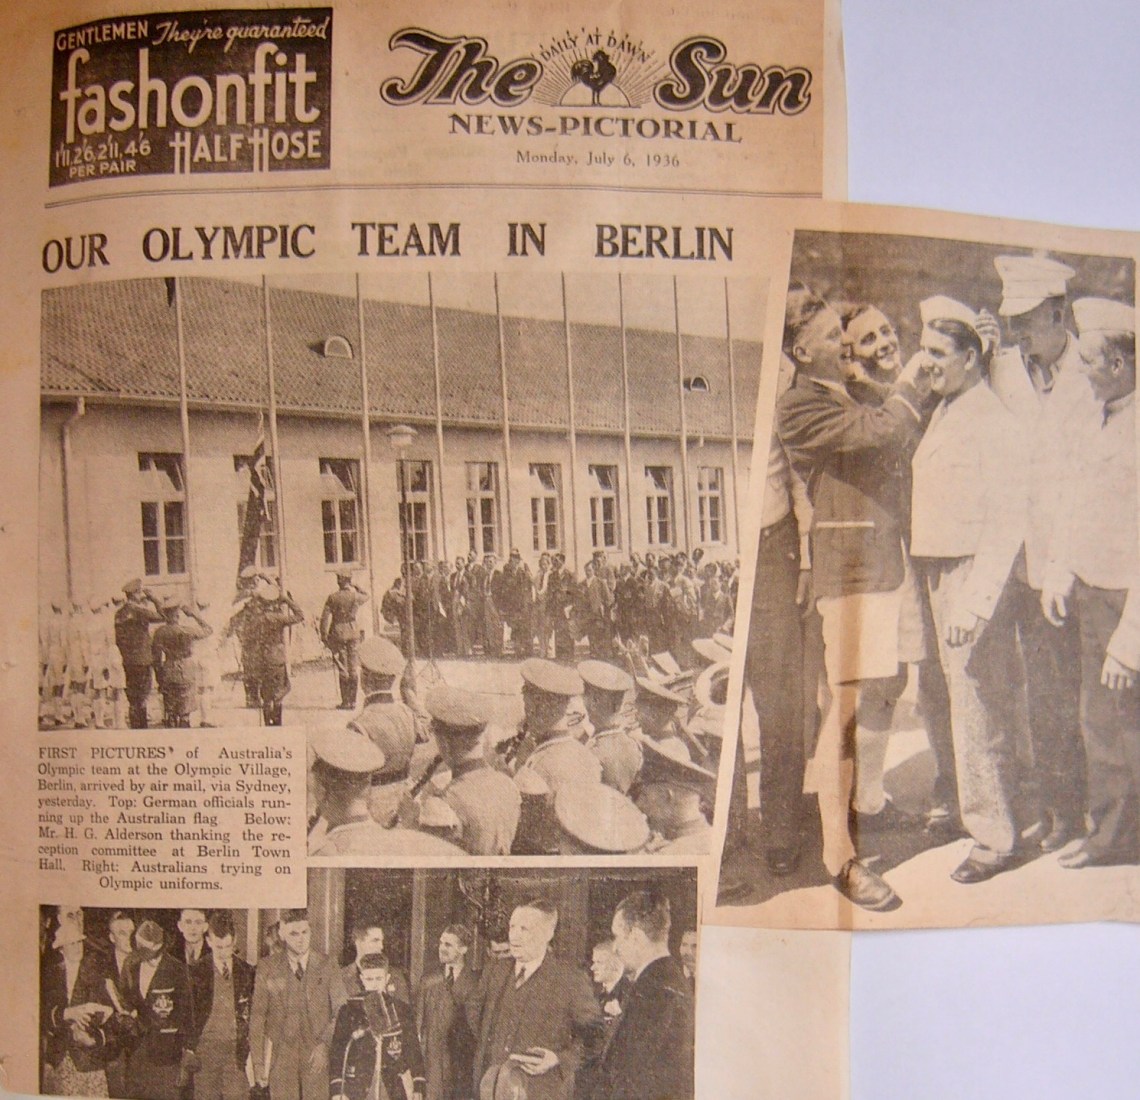 GENTLEMEN They're guaranteed
fashonfit
1'11, 2'6, 2'11, 4'6
PER PAIR
HALF HOSE
The Sun
DAILY AT DAWN
NEWS-PICTORIAL
Monday, July 6, 1936
OUR OLYMPIC TEAM IN BERLIN
FIRST PICTURES of Australia's
Olympic team at the Olympic Village,
Berlin, arrived by air mail, via Sydney,
yesterday. Top: German officials run-
ning up the Australian flag Below:
Mr. H. G. Alderson thanking the re-
ception committee at Berlin Town
Hall. Right: Australians trying on
Olympic uniforms.